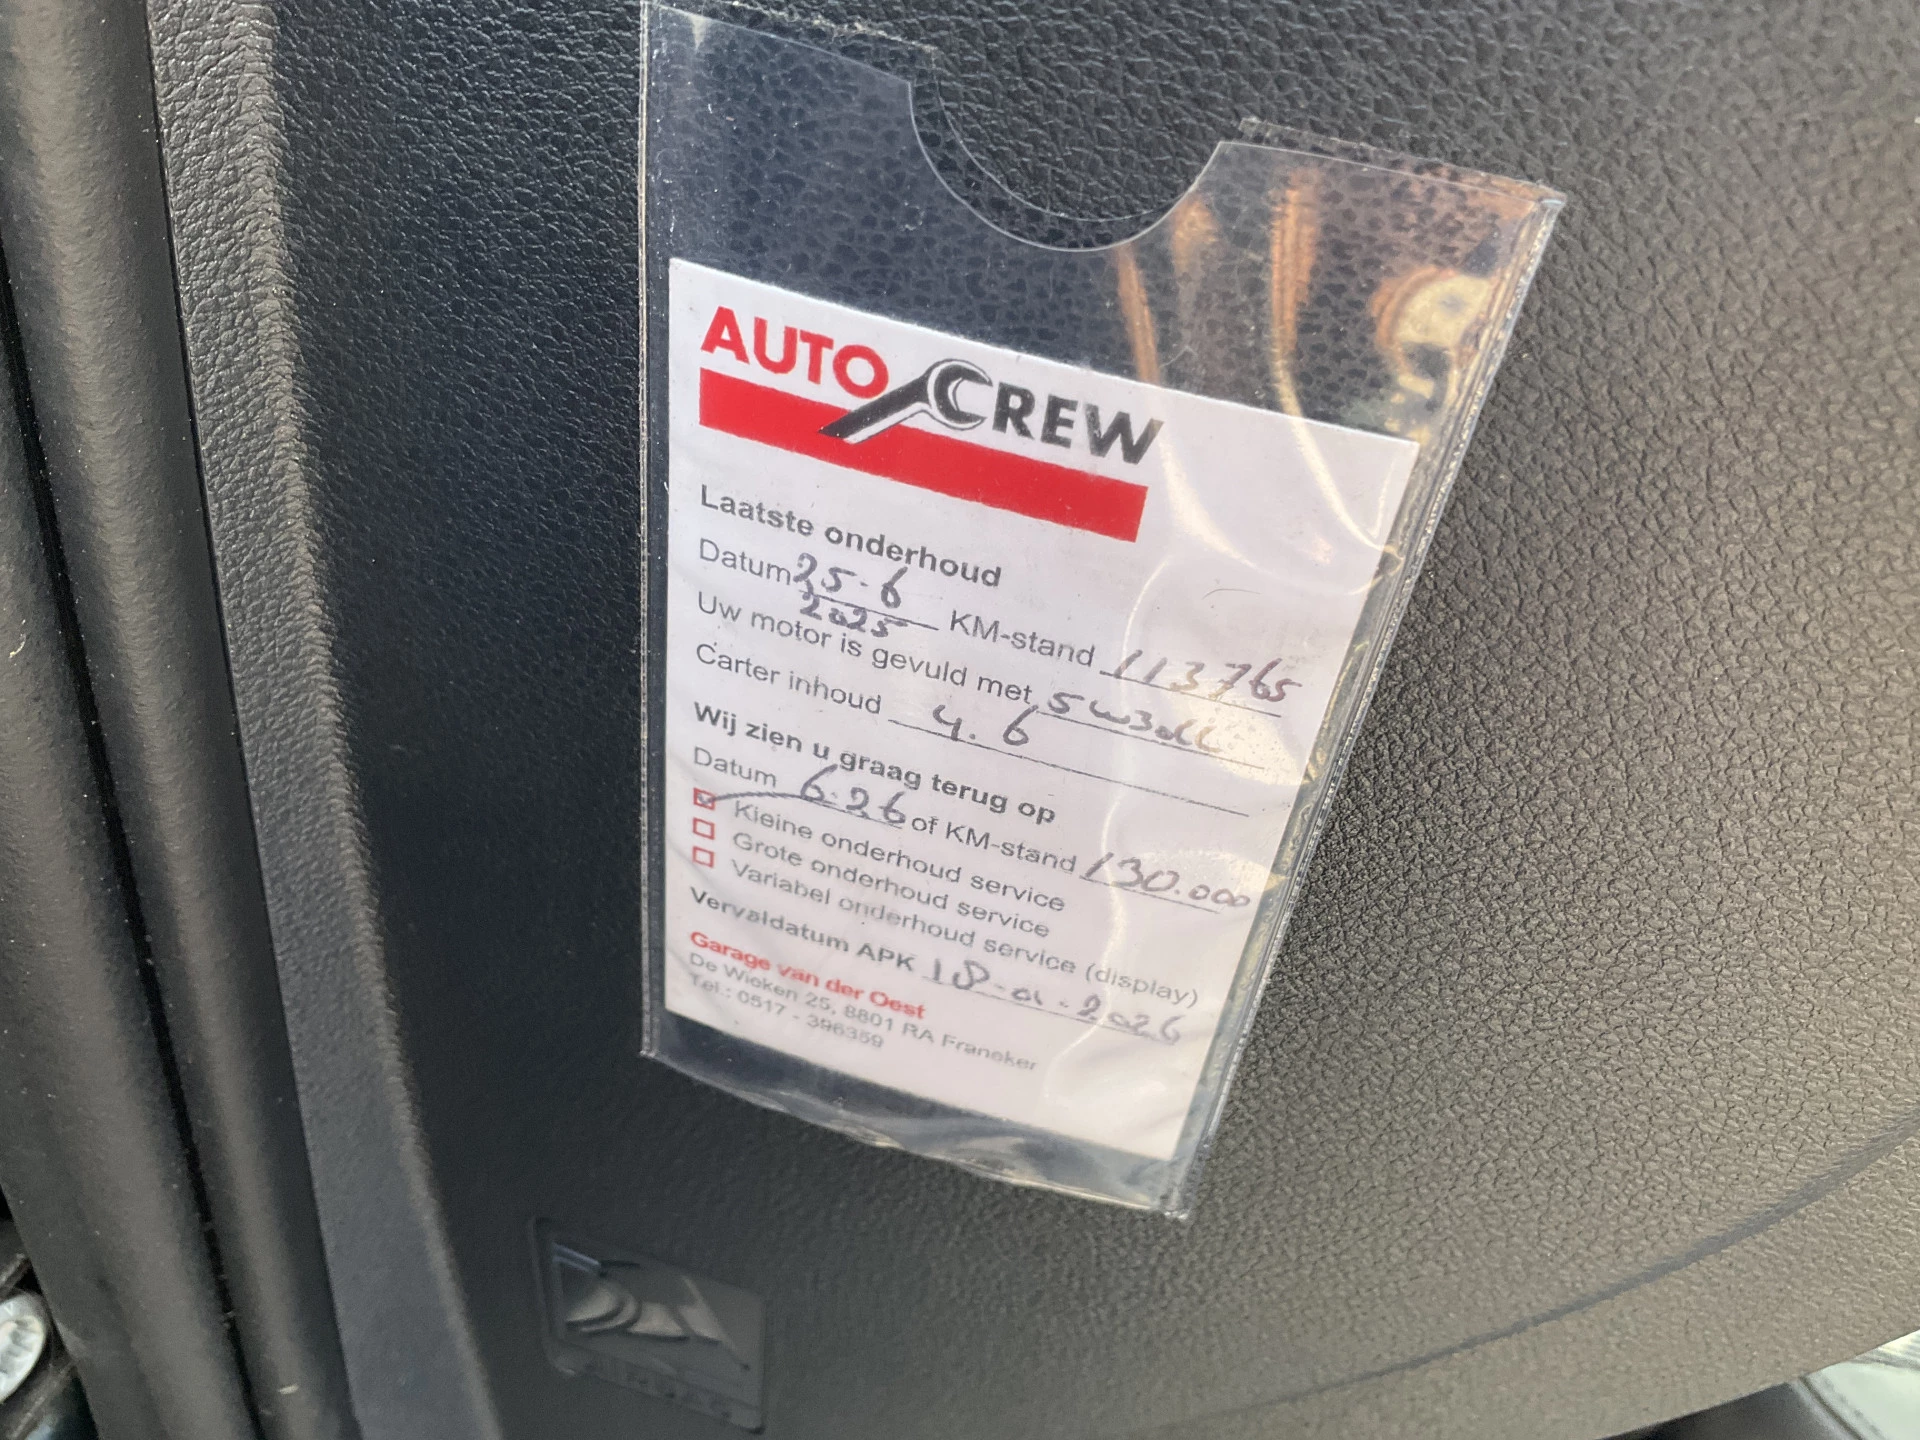 AUTO CREW
Laatste onderhoud
Datum 25-6 2025 KM-stand 113765
Uw motor is gevuld met 5w30LL
Carter inhoud 4.6
Wij zien u graag terug op
Datum 6-26 of KM-stand 130.000
Kleine onderhoud service
Grote onderhoud service
Variabel onderhoud service (display)
Vervaldatum APK 18-01-2026
Garage van der Oest
De Wieken 25, 8801 RA Franeker
Tel.: 0517 - 396359